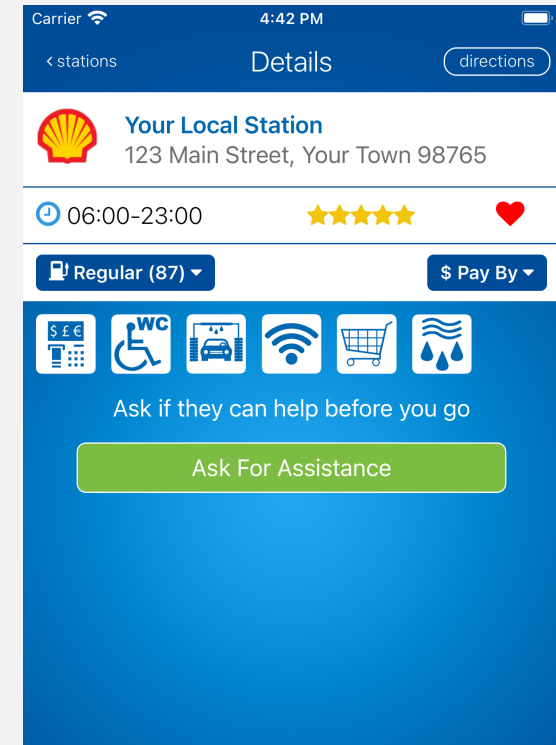 Carrier 4:42 PM
< stations Details directions
Your Local Station
123 Main Street, Your Town 98765
06:00-23:00
Regular (87) $ Pay By
$ £ € WC
Ask if they can help before you go
Ask For Assistance